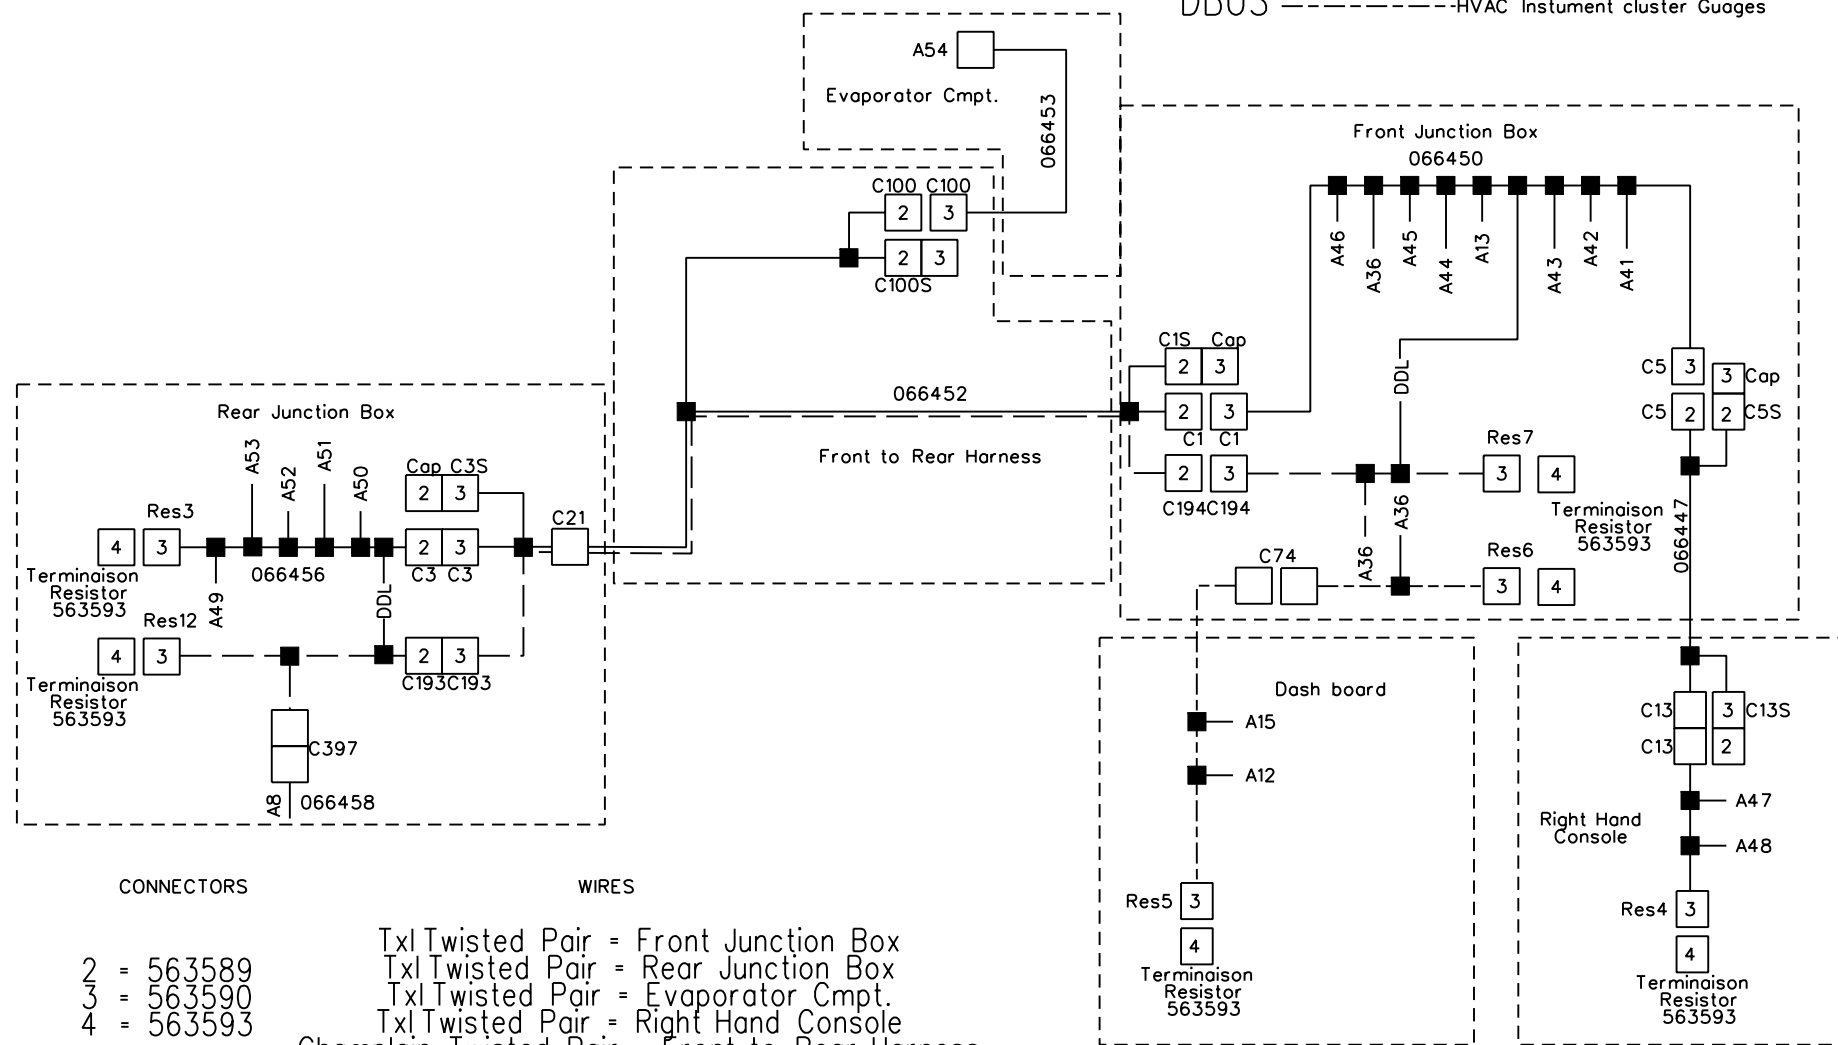 DB03 HVAC Instument cluster Guages
A54
Evaporator Cmpt.
066453
Front Junction Box
066450
A46
A36
A45
A44
A13
A43
A42
A41
C100 C100
2 3
2 3
C100S
C1S Cap
2 3
066452
2 3
C1 C1
2 3
C194C194
Front to Rear Harness
DDL
C5 3
3 Cap
C5 2
2 C5S
Res7
3 4
Terminaison
Resistor
563593
A36
A36
066447
C74
Res6
3 4
Rear Junction Box
A53
A52
A51
A50
Cap C3S
2 3
C21
Res3
4 3
2 3
C3 C3
066456
Terminaison
Resistor
563593
A49
DDL
Res12
4 3
2 3
C193C193
Terminaison
Resistor
563593
C397
A8
066458
Dash board
A15
A12
Res5 3
4
Terminaison
Resistor
563593
C13
3 C13S
C13
2
A47
Right Hand
Console
A48
Res4 3
4
Terminaison
Resistor
563593
CONNECTORS
2 = 563589
3 = 563590
4 = 563593
WIRES
Txl Twisted Pair = Front Junction Box
Txl Twisted Pair = Rear Junction Box
Txl Twisted Pair = Evaporator Cmpt.
Txl Twisted Pair = Right Hand Console
Champlain Twisted Pair = Front to Rear Harness